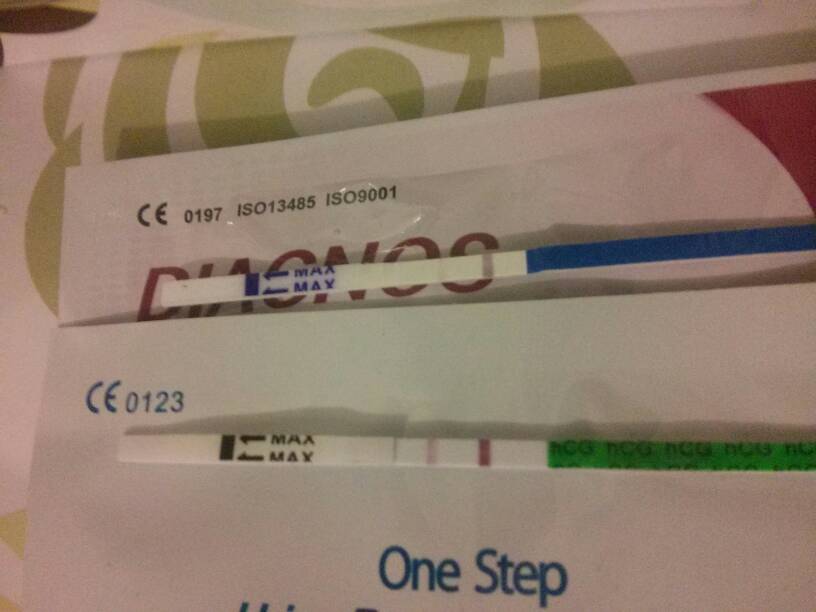 CE 0197 ISO13485 ISO9001
DIAGNOS
MAX
MAX
CE 0123
MAX
MAX
hCG hCG hCG hCG hCG
One Step